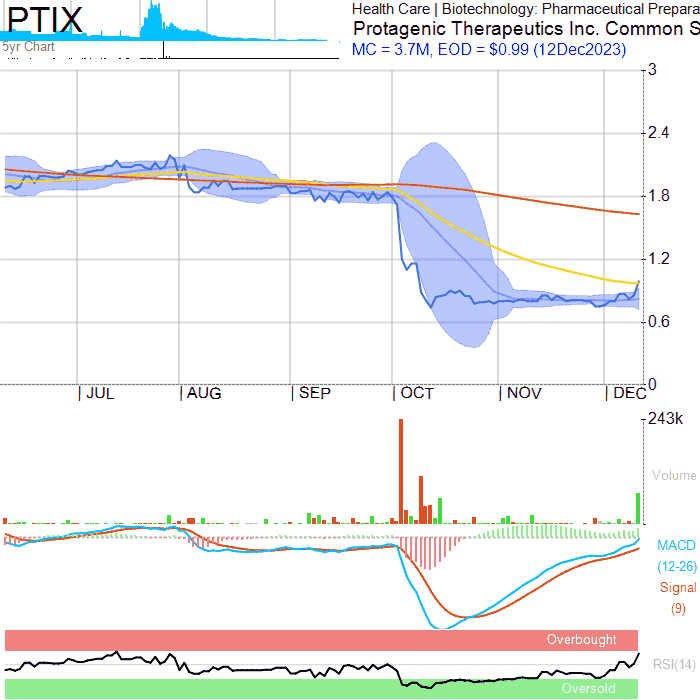 PTIX
5yr Chart
Health Care | Biotechnology: Pharmaceutical Prepara
Protagenic Therapeutics Inc. Common S
MC = 3.7M, EOD = $0.99 (12Dec2023)
3
2.4
1.8
1.2
0.6
0
JUL AUG SEP OCT NOV DEC
243k
Volume
MACD
(12-26)
Signal
(9)
Overbought
RSI(14)
Oversold